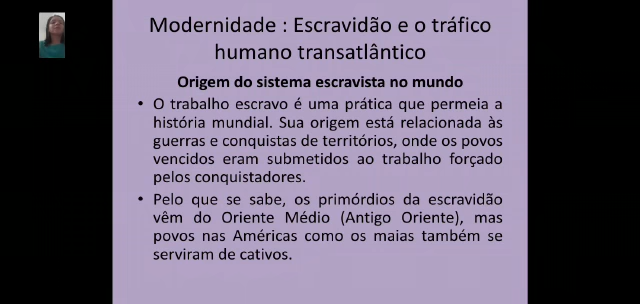 Modernidade : Escravidão e o tráfico
humano transatlântico
Origem do sistema escravista no mundo
• O trabalho escravo é uma prática que permeia a
história mundial. Sua origem está relacionada às
guerras e conquistas de territórios, onde os povos
vencidos eram submetidos ao trabalho forçado
pelos conquistadores.
• Pelo que se sabe, os primórdios da escravidão
vêm do Oriente Médio (Antigo Oriente), mas
povos nas Américas como os maias também se
serviram de cativos.